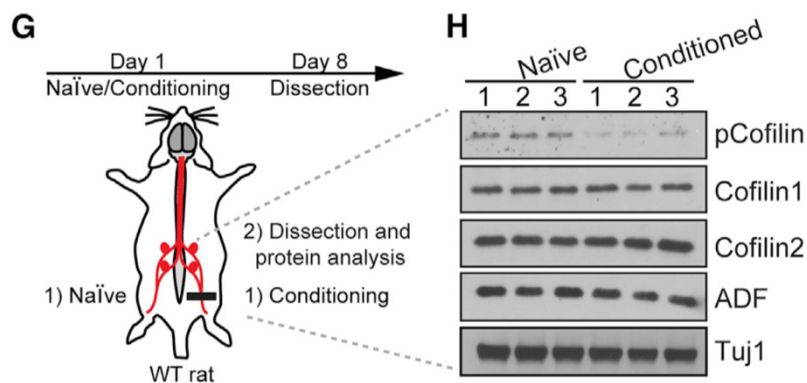 G
Day 1 Day 8
Naïve/Conditioning Dissection
2) Dissection and
protein analysis
1) Naïve 1) Conditioning
WT rat
H
Naïve Conditioned
1 2 3 1 2 3
pCofilin
Cofilin1
Cofilin2
ADF
Tuj1